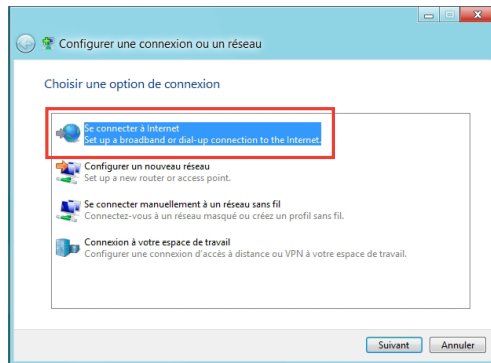 Configurer une connexion ou un réseau
Choisir une option de connexion
Se connecter à Internet
Set up a broadband or dial-up connection to the Internet.
Configurer un nouveau réseau
Set up a new router or access point.
Se connecter manuellement à un réseau sans fil
Connectez-vous à un réseau masqué ou créez un profil sans fil.
Connexion à votre espace de travail
Configurer une connexion d'accès à distance ou VPN à votre espace de travail.
Suivant Annuler